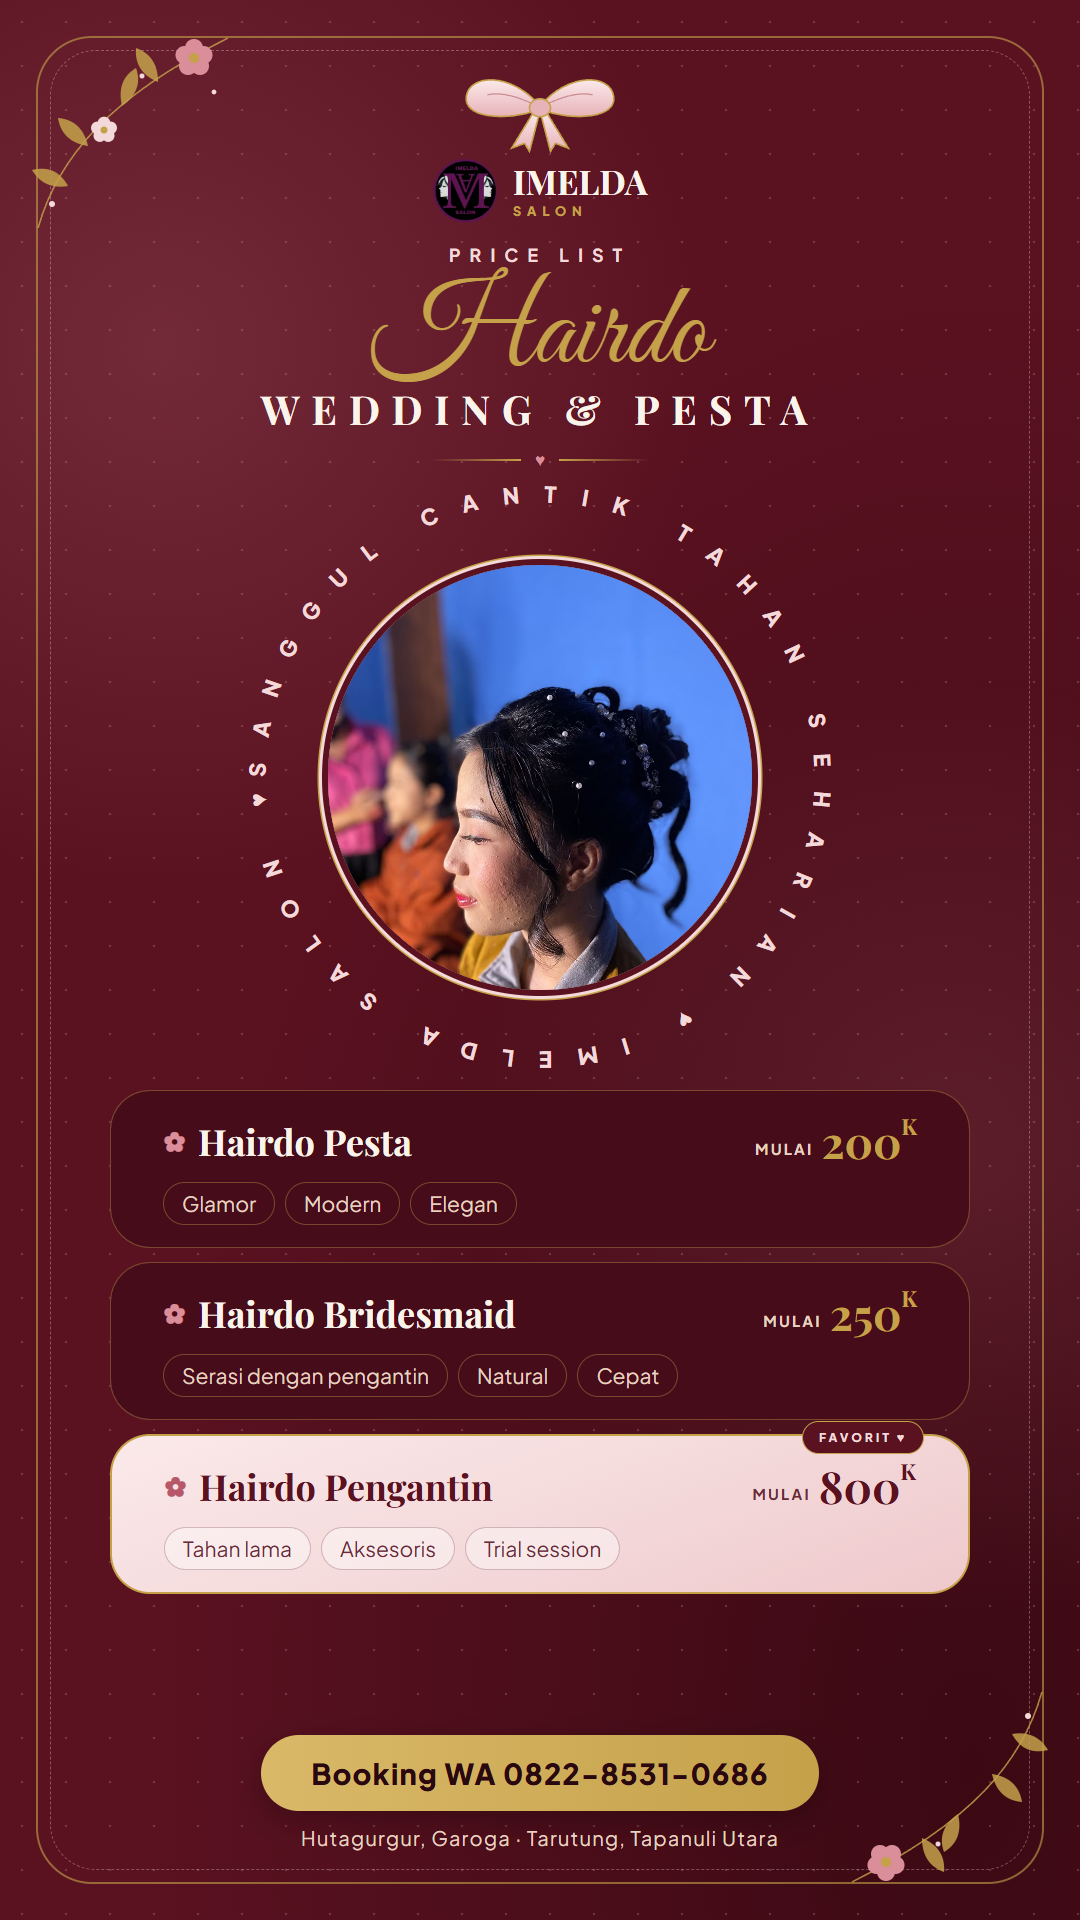 IMELDA
SALON
IMELDA
SALON
PRICE LIST
Hairdo
WEDDING & PESTA
♥
SANGGUL CANTIK TAHAN SEHARIAN ♥ IMELDA SALON ♥
Hairdo Pesta
MULAI 200K
Glamor Modern Elegan
Hairdo Bridesmaid
MULAI 250K
Serasi dengan pengantin Natural Cepat
FAVORIT ♥
Hairdo Pengantin
MULAI 800K
Tahan lama Aksesoris Trial session
Booking WA 0822-8531-0686
Hutagurgur, Garoga · Tarutung, Tapanuli Utara